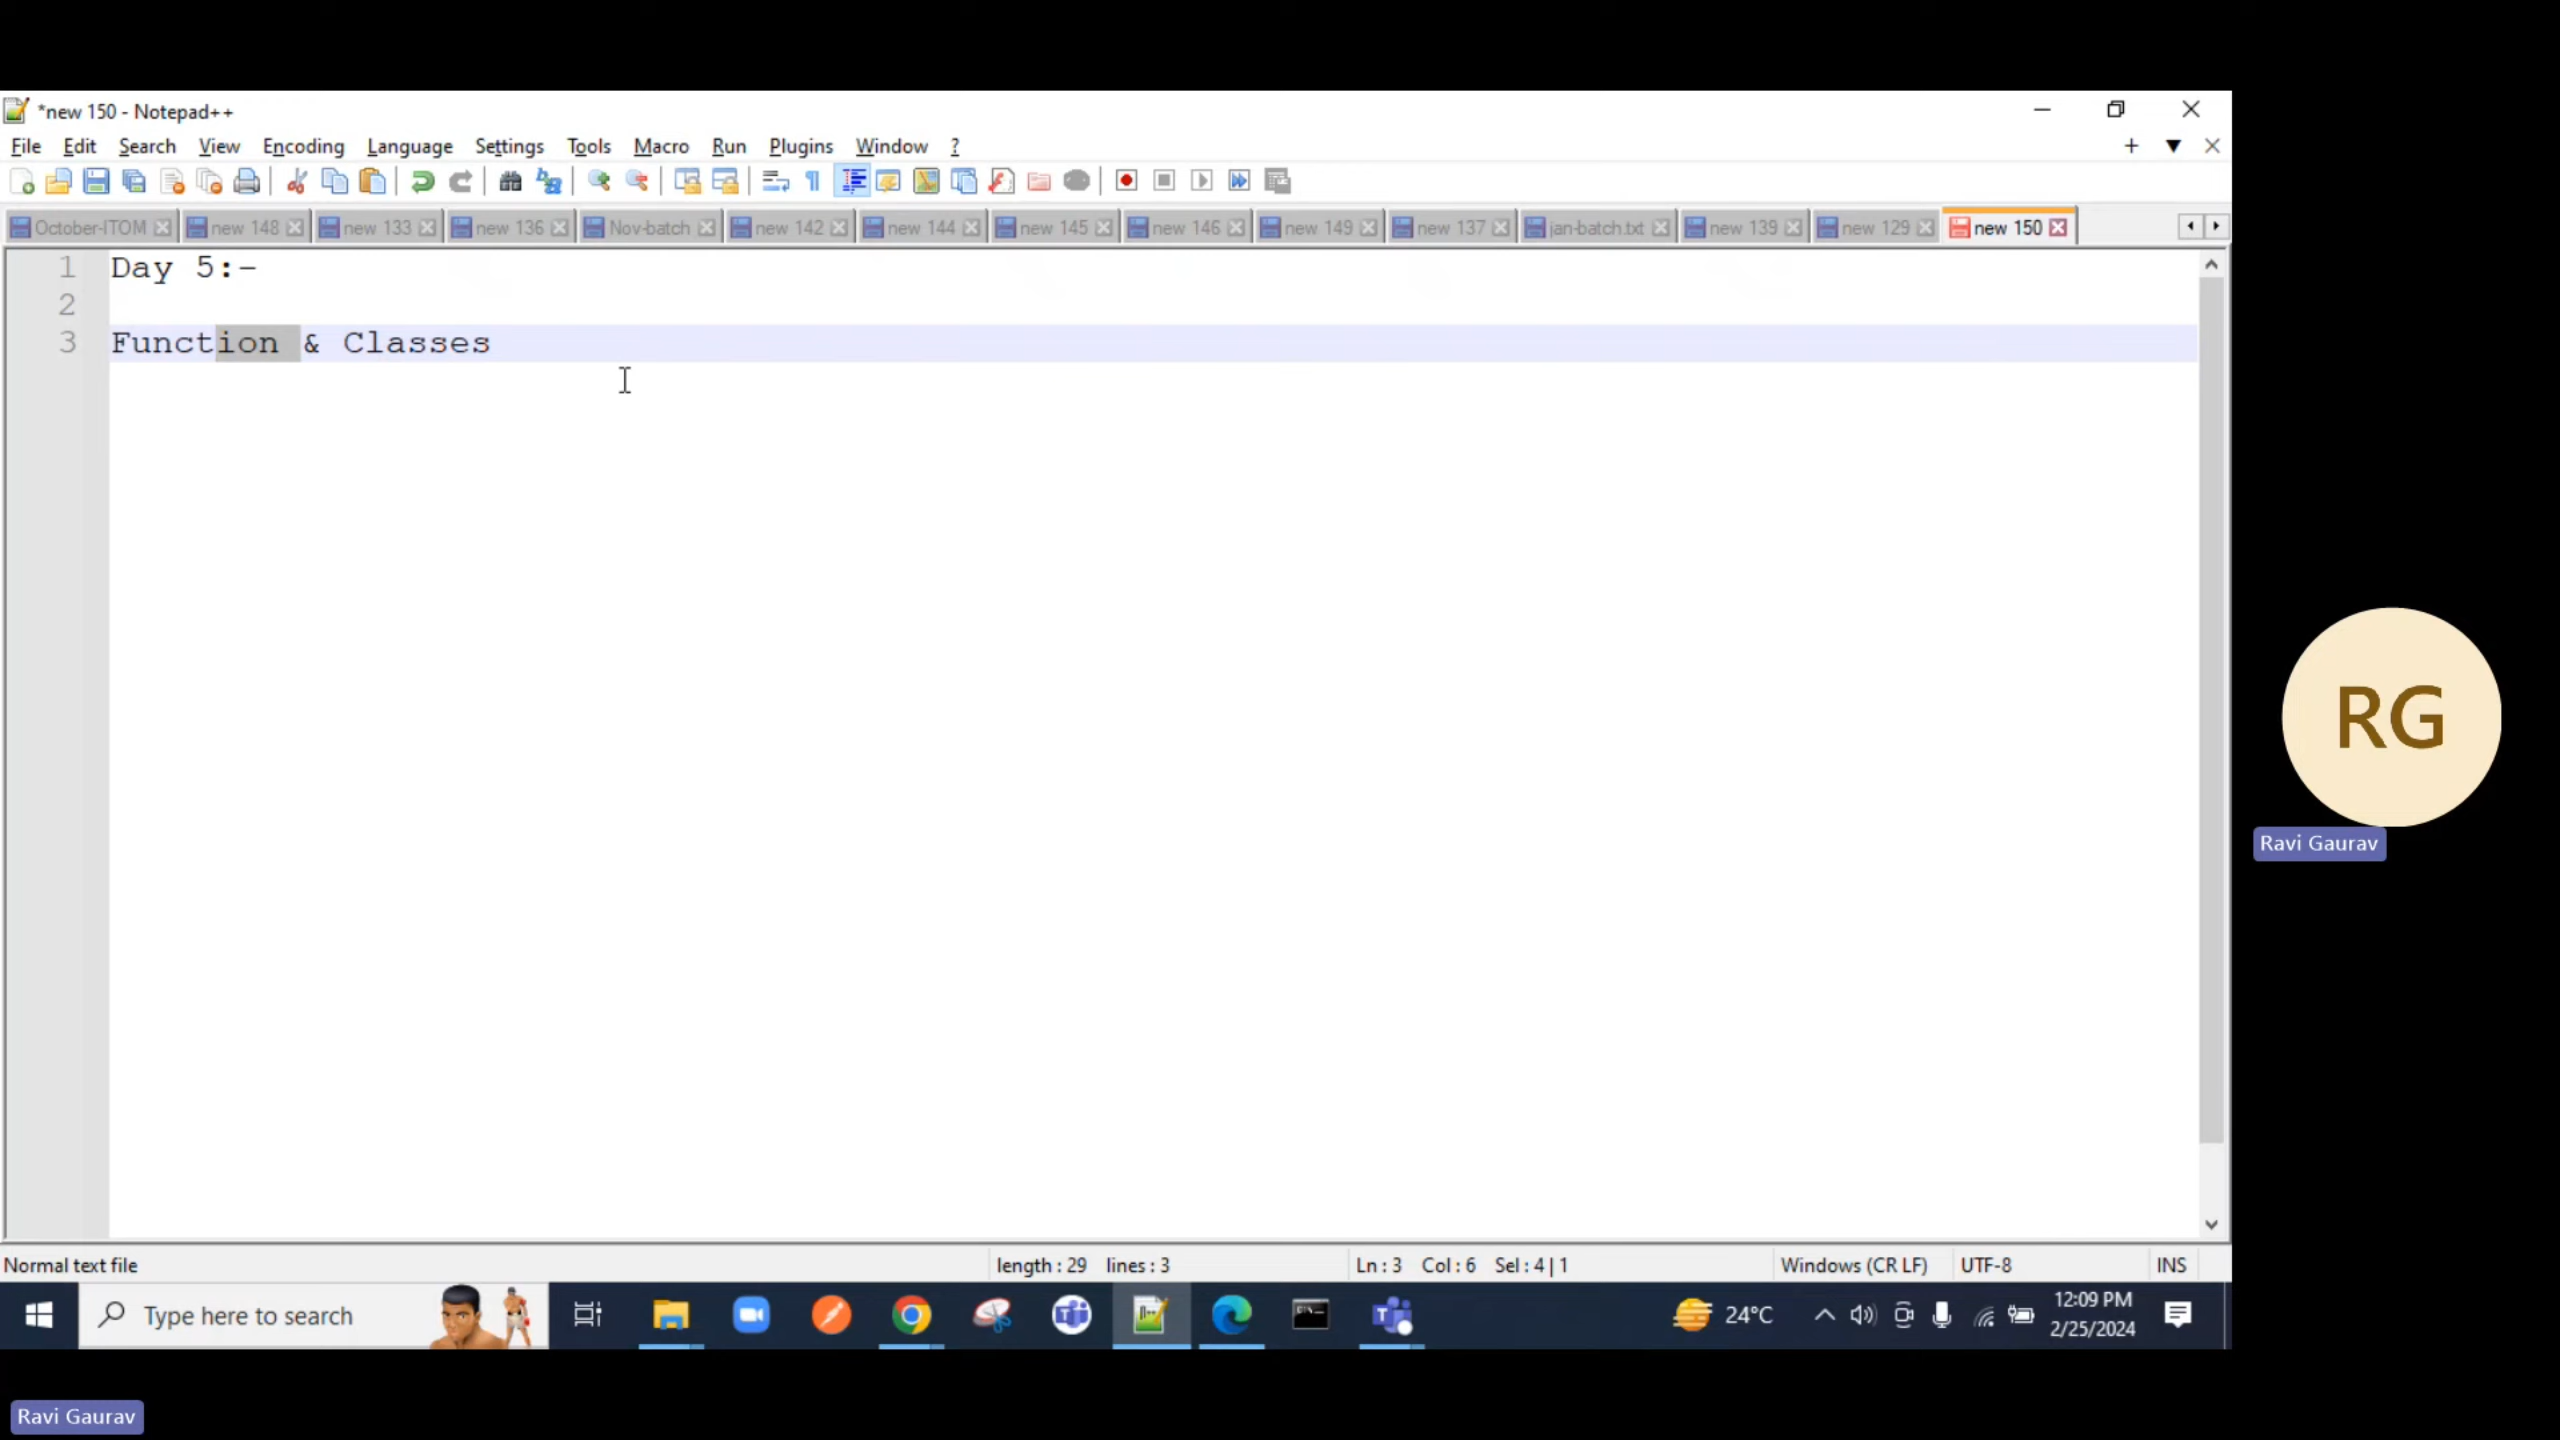 *new 150 - Notepad++
File Edit Search View Encoding Language Settings Tools Macro Run Plugins Window ?
October-ITOM new 148 new 133 new 136 Nov-batch new 142 new 144 new 145 new 146 new 149 new 137 jan-batch.txt new 139 new 129 new 150
1 Day 5:-
2
3 Function & Classes
RG
Ravi Gaurav
Normal text file length : 29 lines : 3 Ln : 3 Col : 6 Sel : 4 | 1 Windows (CR LF) UTF-8 INS
Type here to search 24°C 12:09 PM
2/25/2024
Ravi Gaurav